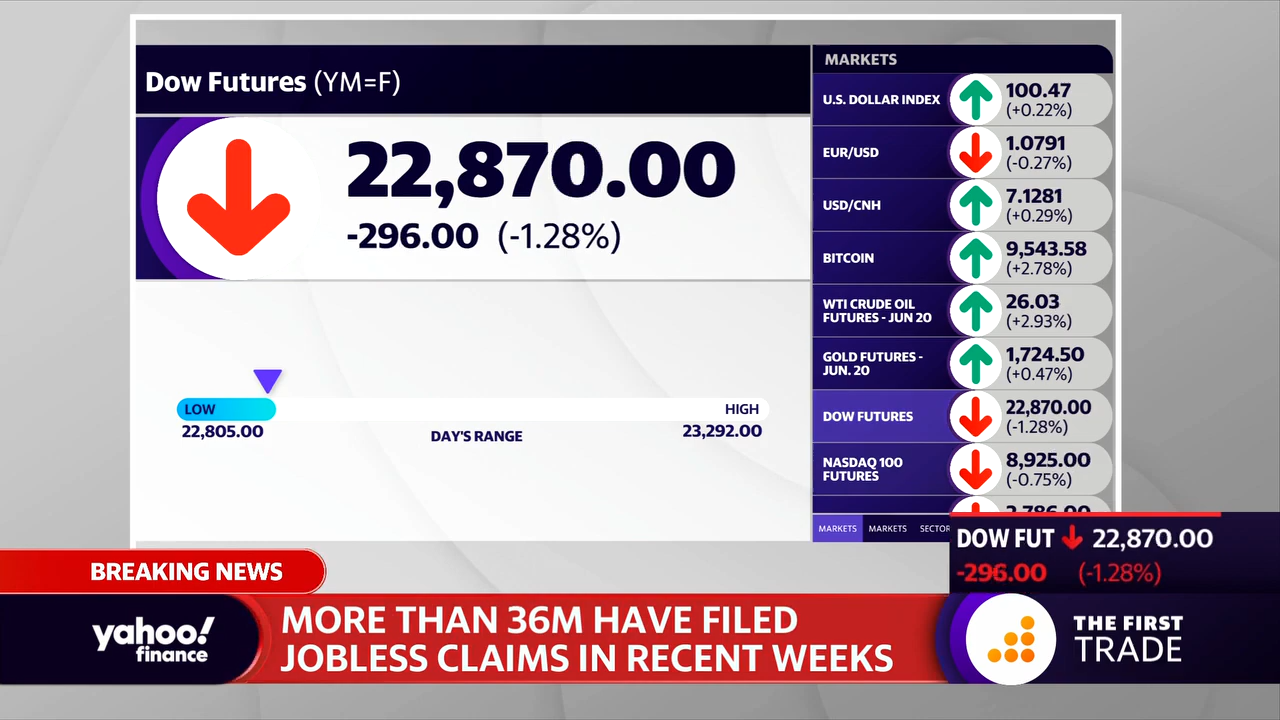 Dow Futures (YM=F)
22,870.00
-296.00 (-1.28%)
LOW
HIGH
22,805.00
DAY'S RANGE
23,292.00
MARKETS
U.S. DOLLAR INDEX
100.47
(+0.22%)
EUR/USD
1.0791
(-0.27%)
USD/CNH
7.1281
(+0.29%)
BITCOIN
9,543.58
(+2.78%)
WTI CRUDE OIL
FUTURES - JUN 20
26.03
(+2.93%)
GOLD FUTURES -
JUN. 20
1,724.50
(+0.47%)
DOW FUTURES
22,870.00
(-1.28%)
NASDAQ 100
FUTURES
8,925.00
(-0.75%)
MARKETS MARKETS
DOW FUT 22,870.00
-296.00 (-1.28%)
BREAKING NEWS
yahoo!
finance
MORE THAN 36M HAVE FILED
JOBLESS CLAIMS IN RECENT WEEKS
THE FIRST
TRADE